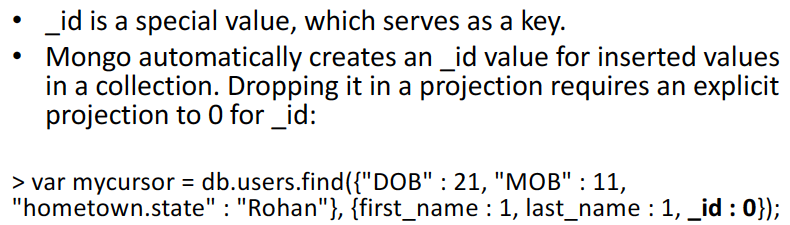 • _id is a special value, which serves as a key.
• Mongo automatically creates an _id value for inserted values
in a collection. Dropping it in a projection requires an explicit
projection to 0 for _id:
> var mycursor = db.users.find({"DOB" : 21, "MOB" : 11,
"hometown.state" : "Rohan"}, {first_name : 1, last_name : 1, _id : 0});